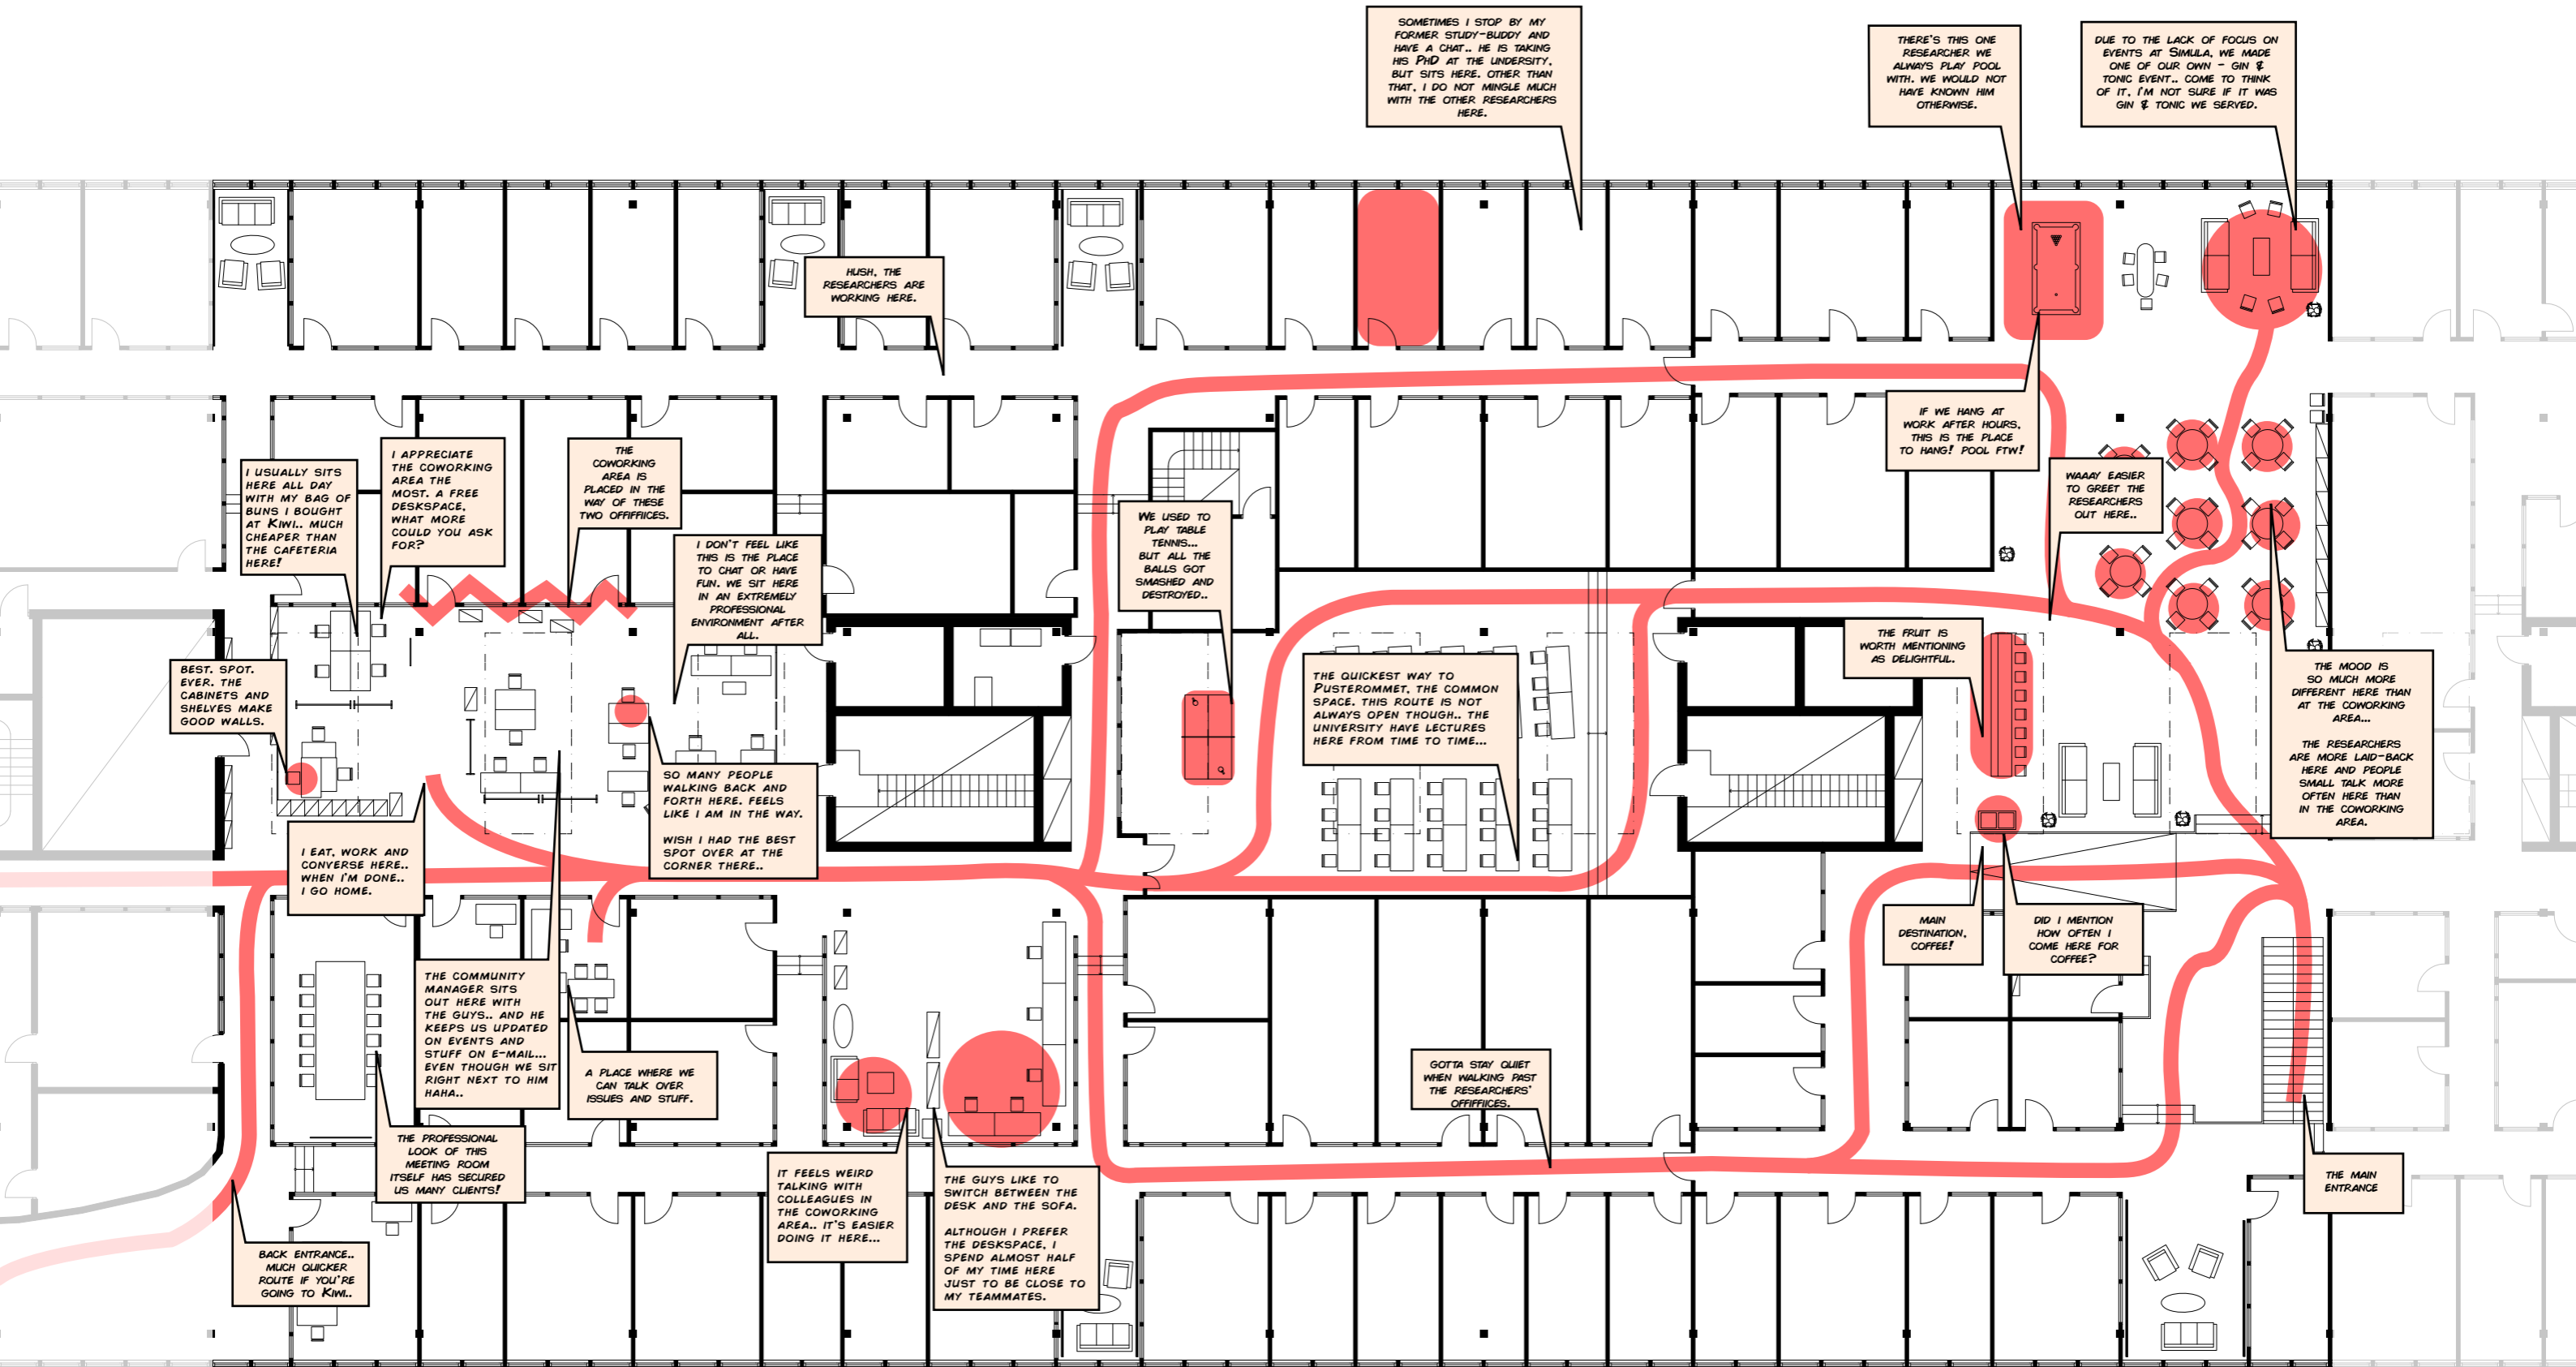 SOMETIMES I STOP BY MY
FORMER STUDY-BUDDY AND
HAVE A CHAT.. HE IS TAKING
HIS PHD AT THE UNDERSITY,
BUT SITS HERE. OTHER THAN
THAT, I DO NOT MINGLE MUCH
WITH THE OTHER RESEARCHERS
HERE.
THERE'S THIS ONE
RESEARCHER WE
ALWAYS PLAY POOL
WITH. WE WOULD NOT
HAVE KNOWN HIM
OTHERWISE.
DUE TO THE LACK OF FOCUS ON
EVENTS AT SIMULA, WE MADE
ONE OF OUR OWN - GIN &
TONIC EVENT.. COME TO THINK
OF IT, I'M NOT SURE IF IT WAS
GIN & TONIC WE SERVED.
HUSH, THE
RESEARCHERS ARE
WORKING HERE.
I USUALLY SITS
HERE ALL DAY
WITH MY BAG OF
BUNS I BOUGHT
AT KIWI.. MUCH
CHEAPER THAN
THE CAFETERIA
HERE!
I APPRECIATE
THE COWORKING
AREA THE
MOST. A FREE
DESKSPACE,
WHAT MORE
COULD YOU ASK
FOR?
THE
COWORKING
AREA IS
PLACED IN THE
WAY OF THESE
TWO OFFIFFIICES.
I DON'T FEEL LIKE
THIS IS THE PLACE
TO CHAT OR HAVE
FUN. WE SIT HERE
IN AN EXTREMELY
PROFESSIONAL
ENVIRONMENT AFTER
ALL.
WE USED TO
PLAY TABLE
TENNIS...
BUT ALL THE
BALLS GOT
SMASHED AND
DESTROYED..
IF WE HANG AT
WORK AFTER HOURS,
THIS IS THE PLACE
TO HANG! POOL FTW!
WAAAY EASIER
TO GREET THE
RESEARCHERS
OUT HERE..
BEST. SPOT.
EVER. THE
CABINETS AND
SHELVES MAKE
GOOD WALLS.
THE QUICKEST WAY TO
PUSTEROMMET, THE COMMON
SPACE. THIS ROUTE IS NOT
ALWAYS OPEN THOUGH.. THE
UNIVERSITY HAVE LECTURES
HERE FROM TIME TO TIME...
THE FRUIT IS
WORTH MENTIONING
AS DELIGHTFUL.
THE MOOD IS
SO MUCH MORE
DIFFERENT HERE THAN
AT THE COWORKING
AREA...
THE RESEARCHERS
ARE MORE LAID-BACK
HERE AND PEOPLE
SMALL TALK MORE
OFTEN HERE THAN
IN THE COWORKING
AREA.
SO MANY PEOPLE
WALKING BACK AND
FORTH HERE. FEELS
LIKE I AM IN THE WAY.
WISH I HAD THE BEST
SPOT OVER AT THE
CORNER THERE..
I EAT, WORK AND
CONVERSE HERE..
WHEN I'M DONE..
I GO HOME.
MAIN
DESTINATION,
COFFEE!
DID I MENTION
HOW OFTEN I
COME HERE FOR
COFFEE?
THE COMMUNITY
MANAGER SITS
OUT HERE WITH
THE GUYS.. AND HE
KEEPS US UPDATED
ON EVENTS AND
STUFF ON E-MAIL...
EVEN THOUGH WE SIT
RIGHT NEXT TO HIM
HAHA..
A PLACE WHERE WE
CAN TALK OVER
ISSUES AND STUFF.
GOTTA STAY QUIET
WHEN WALKING PAST
THE RESEARCHERS'
OFFIFFIICES.
THE PROFESSIONAL
LOOK OF THIS
MEETING ROOM
ITSELF HAS SECURED
US MANY CLIENTS!
IT FEELS WEIRD
TALKING WITH
COLLEAGUES IN
THE COWORKING
AREA.. IT'S EASIER
DOING IT HERE...
THE GUYS LIKE TO
SWITCH BETWEEN THE
DESK AND THE SOFA.
ALTHOUGH I PREFER
THE DESKSPACE, I
SPEND ALMOST HALF
OF MY TIME HERE
JUST TO BE CLOSE TO
MY TEAMMATES.
THE MAIN
ENTRANCE
BACK ENTRANCE..
MUCH QUICKER
ROUTE IF YOU'RE
GOING TO KIWI..